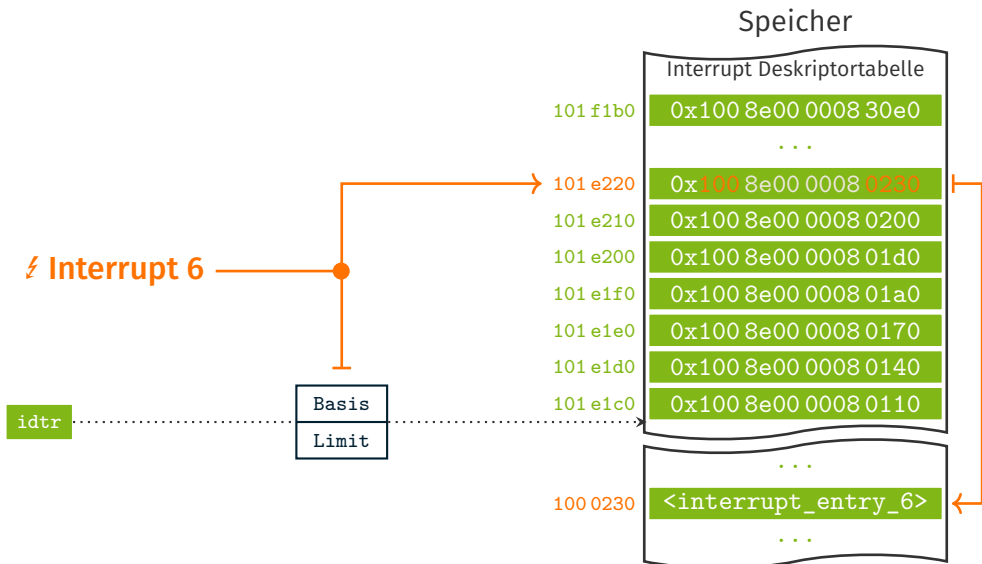 Speicher
Interrupt Deskriptortabelle
101 f1b0 0x100 8e00 0008 30e0
...
101 e220 0x100 8e00 0008 0230
101 e210 0x100 8e00 0008 0200
101 e200 0x100 8e00 0008 01d0
Interrupt 6
101 e1f0 0x100 8e00 0008 01a0
101 e1e0 0x100 8e00 0008 0170
101 e1d0 0x100 8e00 0008 0140
Basis
101 e1c0 0x100 8e00 0008 0110
idtr
Limit
...
100 0230 <interrupt_entry_6>
...